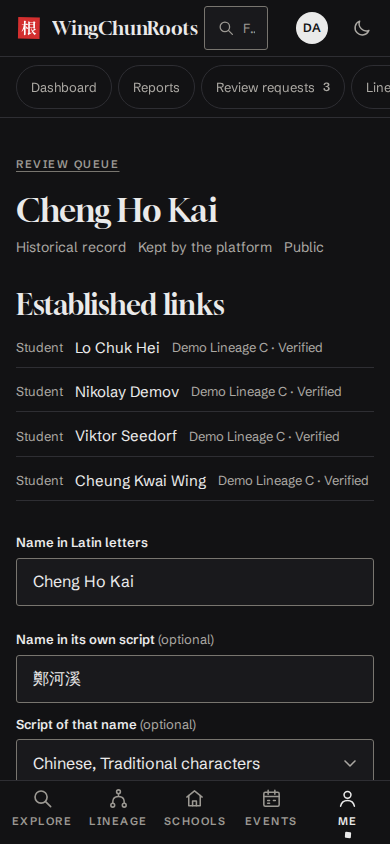 根 WingChunRoots F.. DA
Dashboard Reports Review requests 3 Line
REVIEW QUEUE
Cheng Ho Kai
Historical record Kept by the platform Public
Established links
Student Lo Chuk Hei Demo Lineage C · Verified
Student Nikolay Demov Demo Lineage C · Verified
Student Viktor Seedorf Demo Lineage C · Verified
Student Cheung Kwai Wing Demo Lineage C · Verified
Name in Latin letters
Cheng Ho Kai
Name in its own script (optional)
鄭河溪
Script of that name (optional)
Chinese, Traditional characters
EXPLORE LINEAGE SCHOOLS EVENTS ME